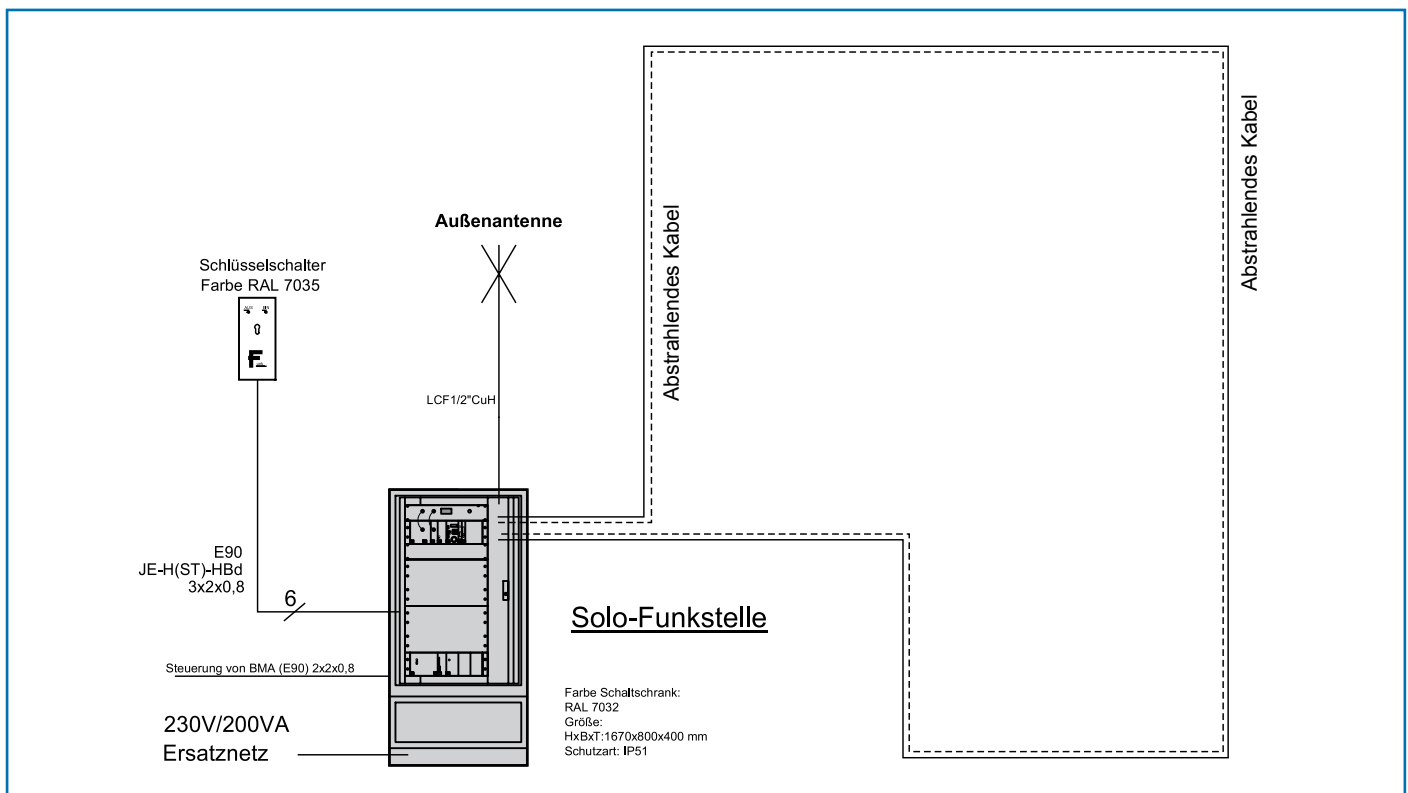 Abstrahlendes Kabel
Abstrahlendes Kabel
Außenantenne
Schlüsselschalter
Farbe RAL 7035
AUS EIN
F
LCF1/2"CuH
E90
JE-H(ST)-HBd
3x2x0,8
6
Solo-Funkstelle
Steuerung von BMA (E90) 2x2x0,8
Farbe Schaltschrank:
RAL 7032
Größe:
HxBxT:1670x800x400 mm
Schutzart: IP51
230V/200VA
Ersatznetz